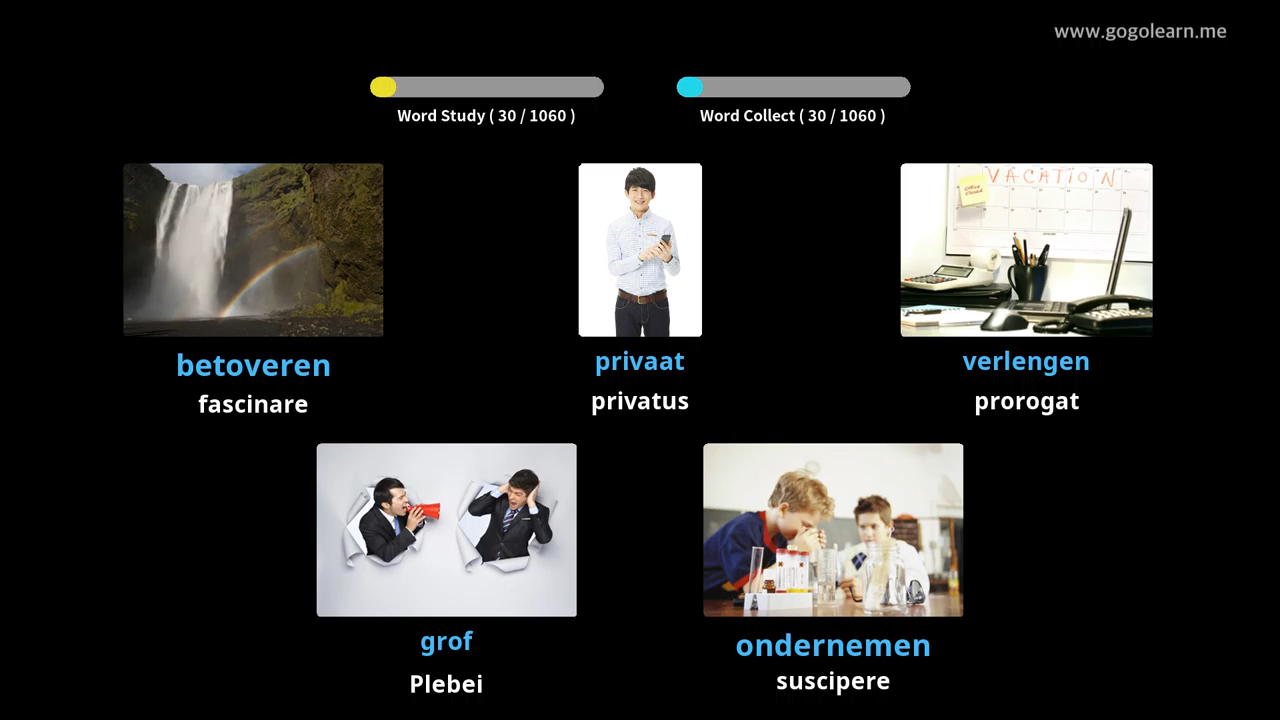 www.gogolearn.me
Word Study ( 30 / 1060 )
Word Collect ( 30 / 1060 )
VACATION
betoveren
fascinare
privaat
privatus
verlengen
prorogat
grof
Plebei
ondernemen
suscipere